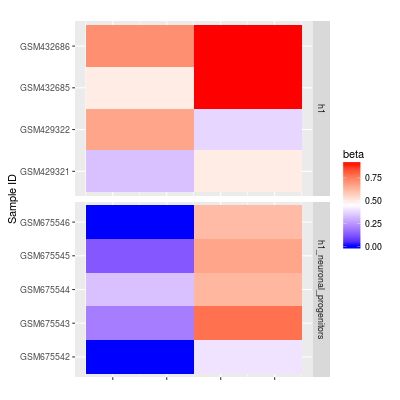 GSM432686
GSM432685
GSM429322
GSM429321
h1
GSM675546
GSM675545
GSM675544
GSM675543
GSM675542
h1_neuronal_progenitors
Sample ID
beta
0.75
0.50
0.25
0.00